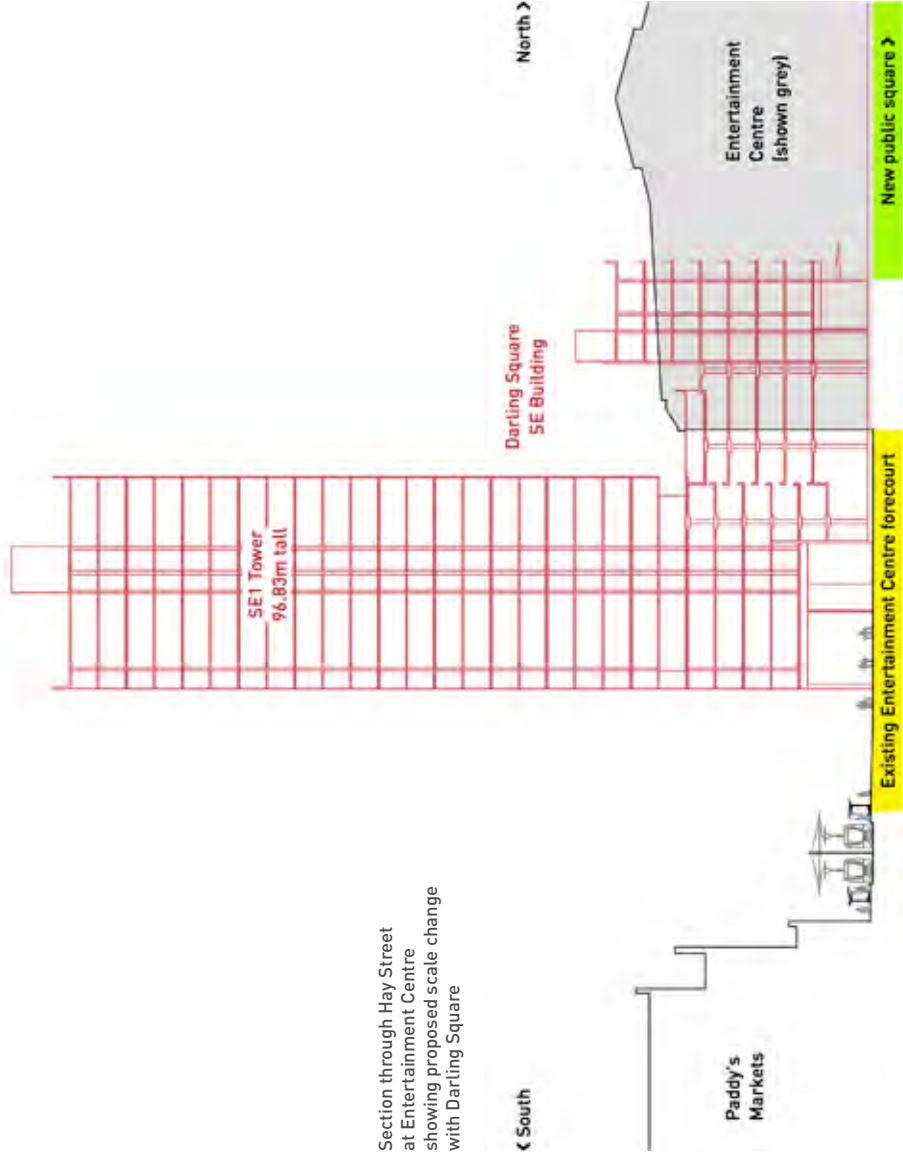 Section through Hay Street
at Entertainment Centre
showing proposed scale change
with Darling Square
‹ South
North ›
SE1 Tower
96.83m tall
Darling Square
SE Building
Entertainment
Centre
(shown grey)
Paddy's
Markets
Existing Entertainment Centre forecourt
New public square ›